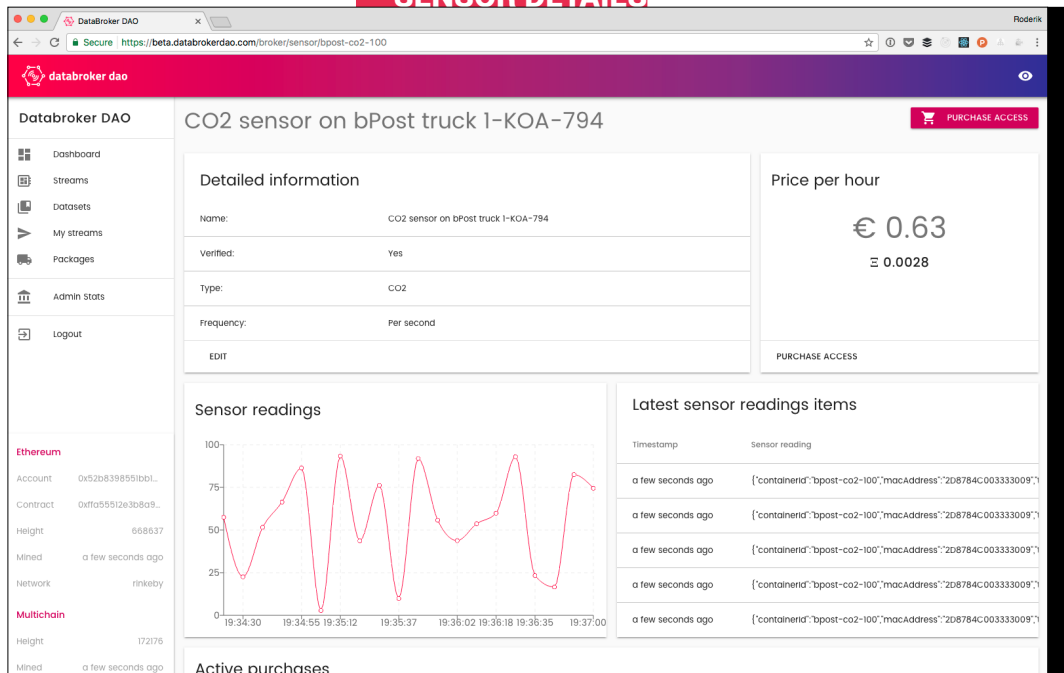 SENSOR DETAILS
DataBroker DAO
Roderik
Secure https://beta.databrokerdao.com/broker/sensor/bpost-co2-100
databroker dao
Databroker DAO
Dashboard
Streams
Datasets
My streams
Packages
Admin Stats
Logout
Ethereum
Account 0x52b8398551bb1...
Contract 0xffa55512e3b8a9...
Height 668637
Mined a few seconds ago
Network rinkeby
Multichain
Height 172176
Mined a few seconds ago
CO2 sensor on bPost truck 1-KOA-794
PURCHASE ACCESS
Detailed information
Name: CO2 sensor on bPost truck 1-KOA-794
Verified: Yes
Type: CO2
Frequency: Per second
EDIT
Price per hour
€ 0.63
Ξ 0.0028
PURCHASE ACCESS
Sensor readings
100
75
50
25
0
19:34:30 19:34:55 19:35:12 19:35:37 19:36:02 19:36:18 19:36:35 19:37:00
Latest sensor readings items
Timestamp Sensor reading
a few seconds ago {"containerId":"bpost-co2-100","macAddress":"2D8784C003333009","t
a few seconds ago {"containerId":"bpost-co2-100","macAddress":"2D8784C003333009","t
a few seconds ago {"containerId":"bpost-co2-100","macAddress":"2D8784C003333009","t
a few seconds ago {"containerId":"bpost-co2-100","macAddress":"2D8784C003333009","t
a few seconds ago {"containerId":"bpost-co2-100","macAddress":"2D8784C003333009","t
Active purchases